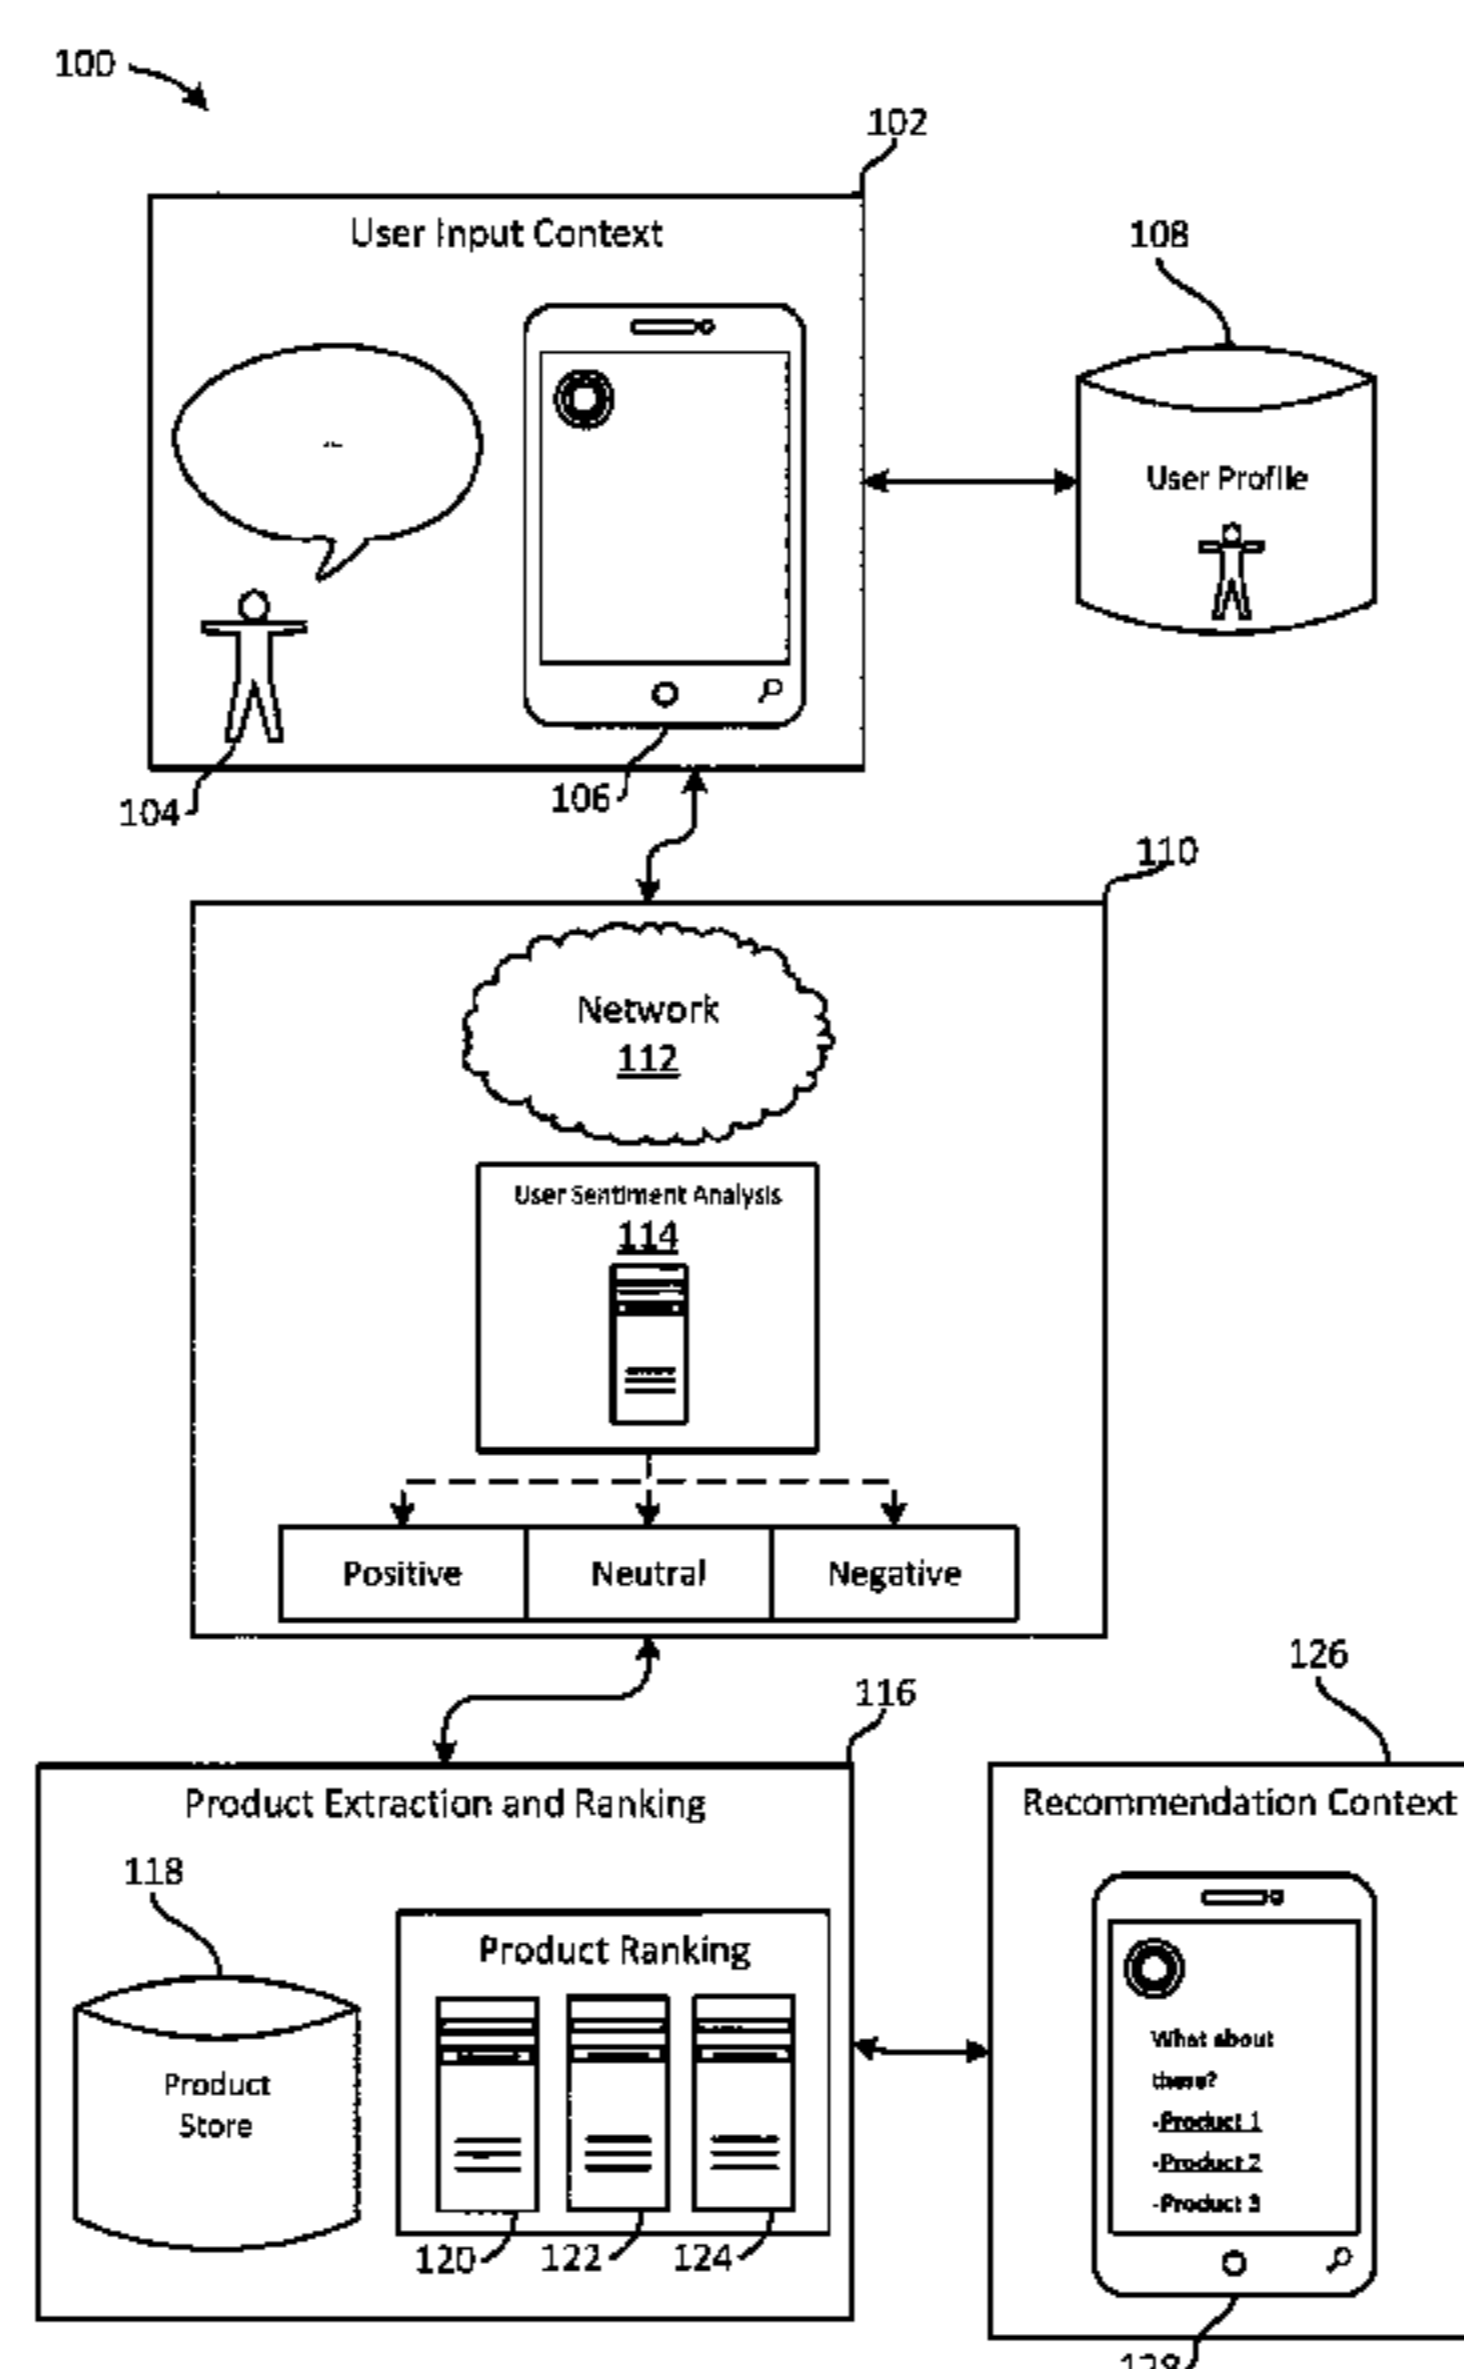 100
102
User Input Context
108
...
User Profile
104
106
110
Network
112
User Sentiment Analysis
114
Positive
Neutral
Negative
116
126
Product Extraction and Ranking
Recommendation Context
118
Product Ranking
Product
Store
What about
these?
-Product 1
-Product 2
-Product 3
120
122
124